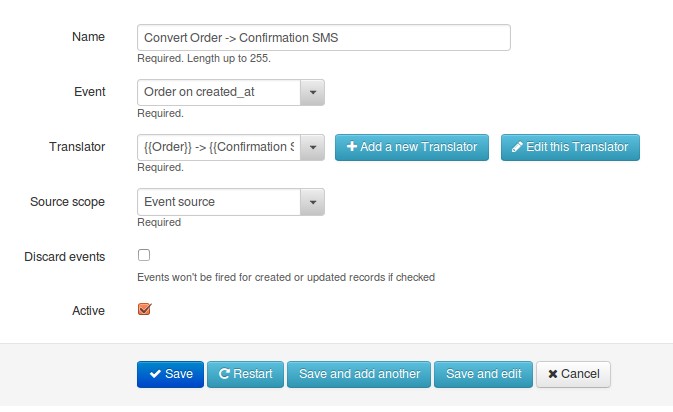 Name
Convert Order -> Confirmation SMS
Required. Length up to 255.
Event
Order on created_at
Required.
Translator
{{Order}} -> {{Confirmation S
Add a new Translator
Edit this Translator
Required.
Source scope
Event source
Required
Discard events
Events won't be fired for created or updated records if checked
Active
Save
Restart
Save and add another
Save and edit
Cancel